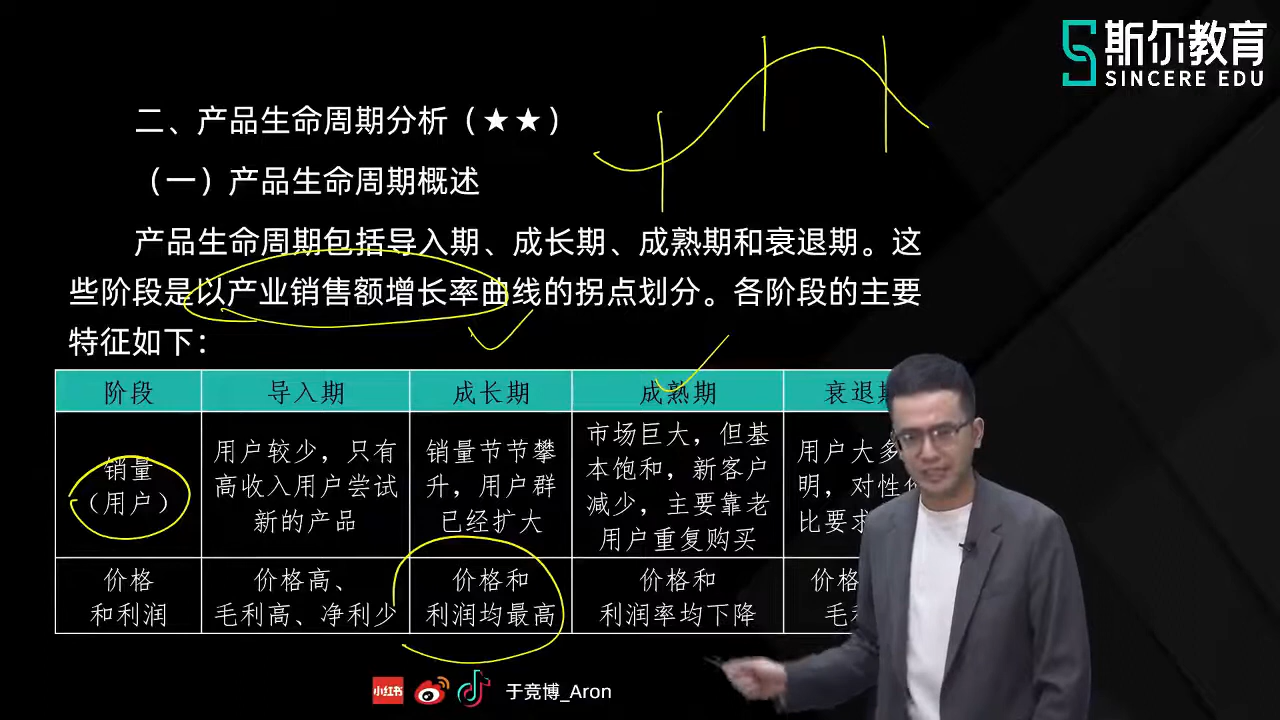 斯尔教育
SINCERE EDU
二、产品生命周期分析（★★）
（一）产品生命周期概述
产品生命周期包括导入期、成长期、成熟期和衰退期。这
些阶段是以产业销售额增长率曲线的拐点划分。各阶段的主要
特征如下：
阶段 导入期 成长期 成熟期 衰退期
销量
（用户）
用户较少，只有
高收入用户尝试
新的产品
销量节节攀
升，用户群
已经扩大
市场巨大，但基
本饱和，新客户
减少，主要靠老
用户重复购买
用户大多
明，对性
比要求
价格
和利润
价格高、
毛利高、净利少
价格和
利润均最高
价格和
利润率均下降
价格
毛
小红书
于竞博_Aron